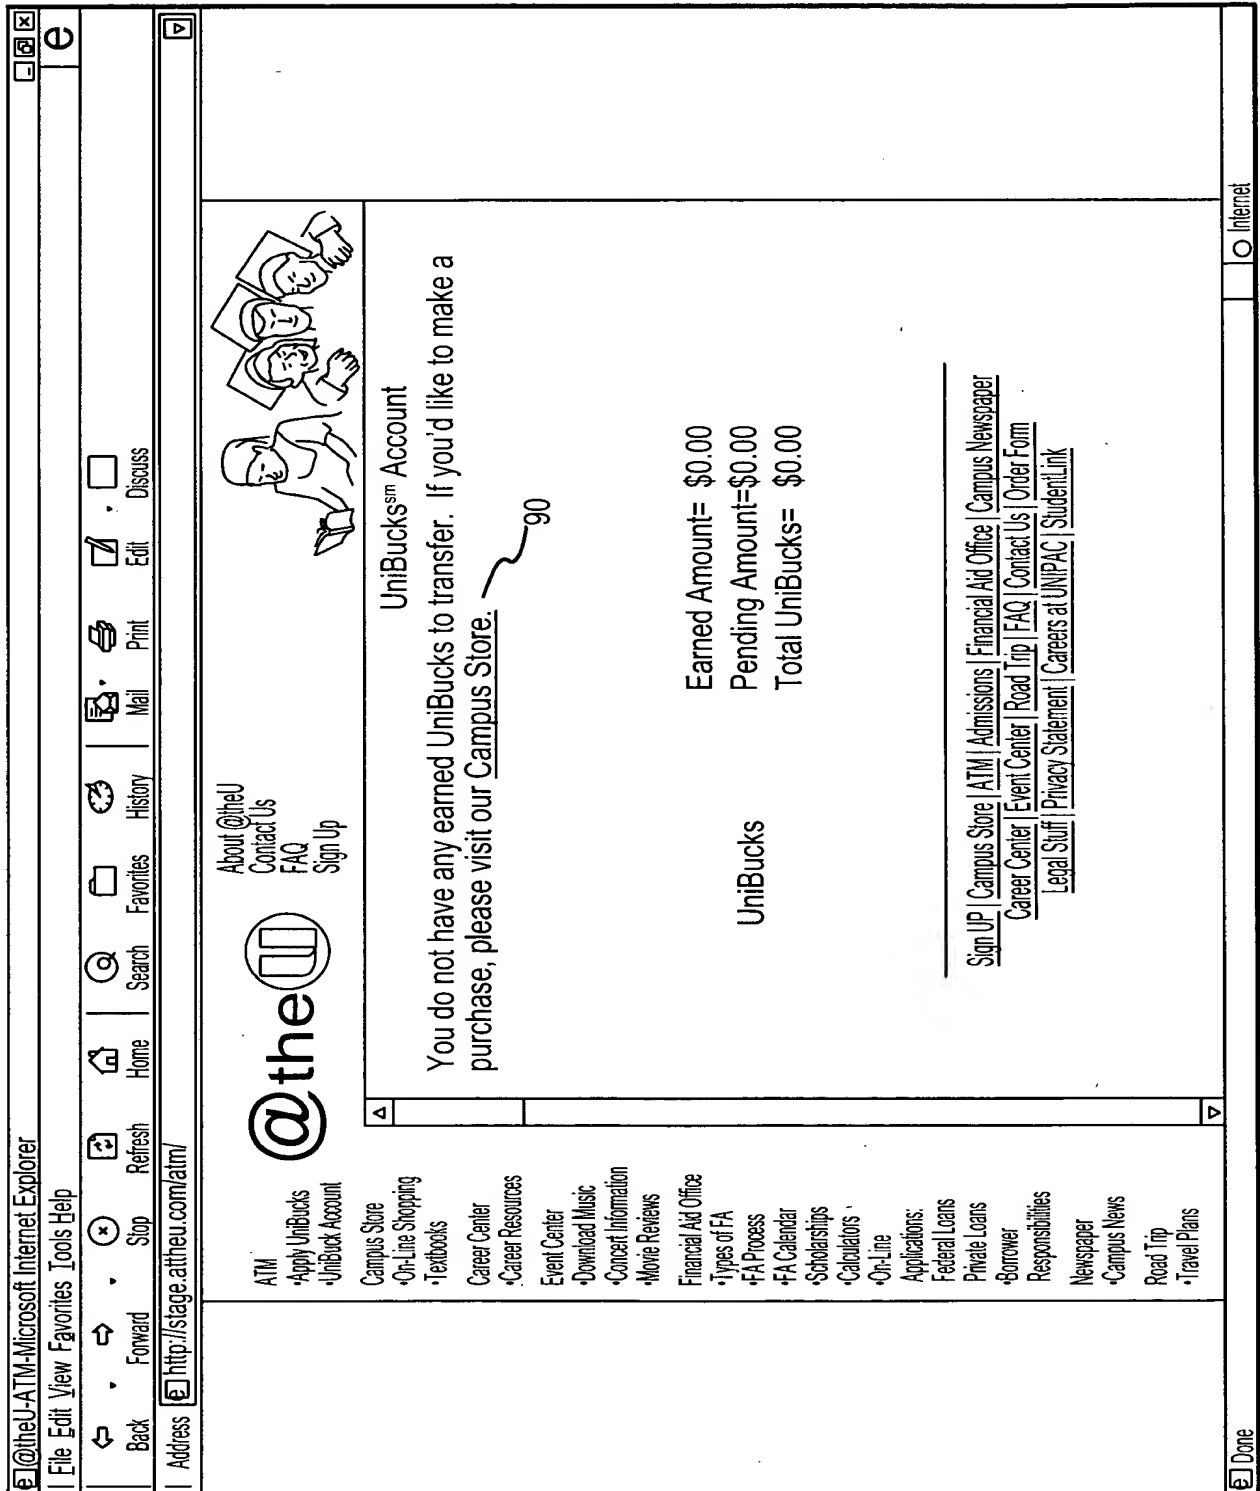 @theU-ATM-Microsoft Internet Explorer
File Edit View Favorites Tools Help
Back Forward Stop Refresh Home Search Favorites History Mail Print Edit Discuss
Address http://stage.attheu.com/atm/
@the U
About @theU
Contact Us
FAQ
Sign Up
ATM
•Apply UniBucks
•UniBuck Account
Campus Store
•On-Line Shopping
•Textbooks
Career Center
•Career Resources
Event Center
•Download Music
•Concert Information
•Movie Reviews
Financial Aid Office
•Types of FA
•FA Process
•FA Calendar
•Scholarships
•Calculators
•On-Line
Applications:
Federal Loans
Private Loans
•Borrower
Responsibilities
Newspaper
•Campus News
Road Trip
•Travel Plans
UniBucks℠ Account
You do not have any earned UniBucks to transfer. If you'd like to make a
purchase, please visit our Campus Store.
90
Earned Amount= $0.00
UniBucks Pending Amount=$0.00
Total UniBucks= $0.00
Sign UP | Campus Store | ATM | Admissions | Financial Aid Office | Campus Newspaper
Career Center | Event Center | Road Trip | FAQ | Contact Us | Order Form
Legal Stuff | Privacy Statement | Careers at UNIPAC | StudentLink
Done Internet